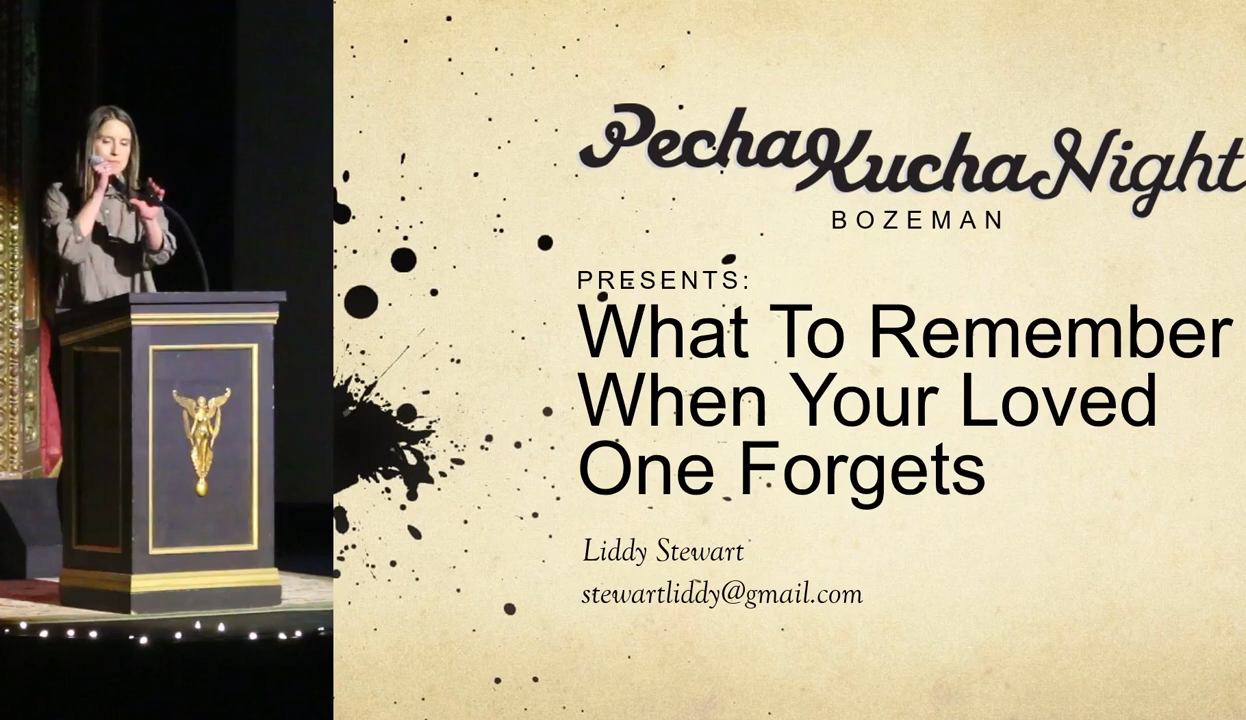 PechaKuchaNight
BOZEMAN
PRESENTS:
What To Remember
When Your Loved
One Forgets
Liddy Stewart
stewartliddy@gmail.com